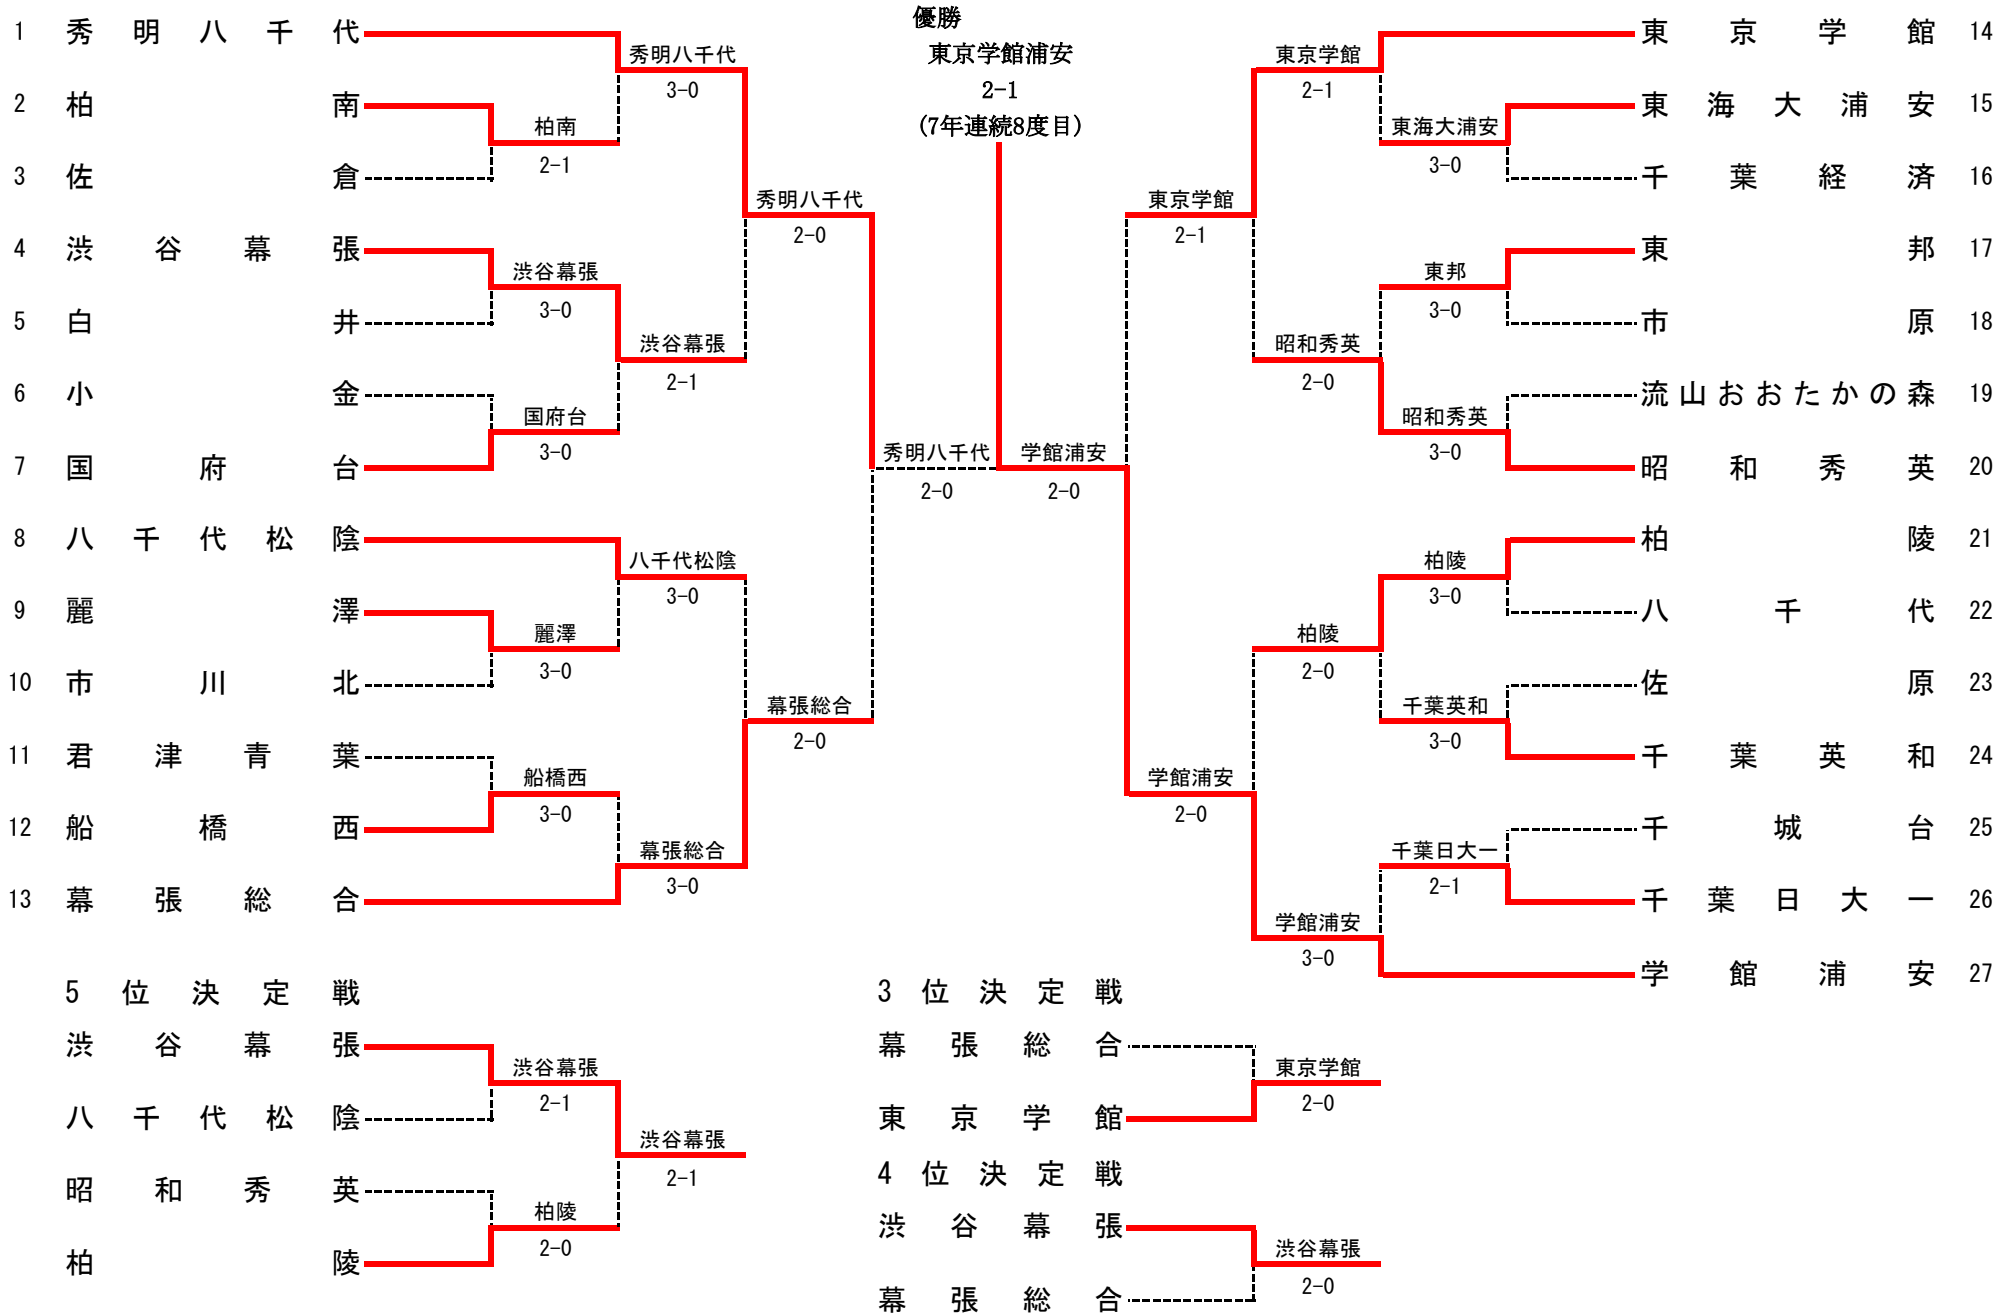 優勝
東京学館浦安
2-1
(7年連続8度目)
1 秀明八千代
2 柏南
3 佐倉
4 渋谷幕張
5 白井
6 小金
7 国府台
8 八千代松陰
9 麗澤
10 市川北
11 君津青葉
12 船橋西
13 幕張総合
柏南
2-1
渋谷幕張
3-0
国府台
3-0
麗澤
3-0
船橋西
3-0
秀明八千代
3-0
渋谷幕張
2-1
八千代松陰
3-0
幕張総合
3-0
秀明八千代
2-0
幕張総合
2-0
秀明八千代
2-0
学館浦安
2-0
東京学館
2-1
学館浦安
2-0
東京学館
2-1
昭和秀英
2-0
柏陵
2-0
学館浦安
3-0
東海大浦安
3-0
東邦
3-0
昭和秀英
3-0
柏陵
3-0
千葉英和
3-0
千葉日大一
2-1
東京学館 14
東海大浦安 15
千葉経済 16
東邦 17
市原 18
流山おおたかの森 19
昭和秀英 20
柏陵 21
八千代 22
佐原 23
千葉英和 24
千城台 25
千葉日大一 26
学館浦安 27
5位決定戦
渋谷幕張
八千代松陰
昭和秀英
柏陵
渋谷幕張
2-1
柏陵
2-0
渋谷幕張
2-1
3位決定戦
幕張総合
東京学館
東京学館
2-0
4位決定戦
渋谷幕張
幕張総合
渋谷幕張
2-0